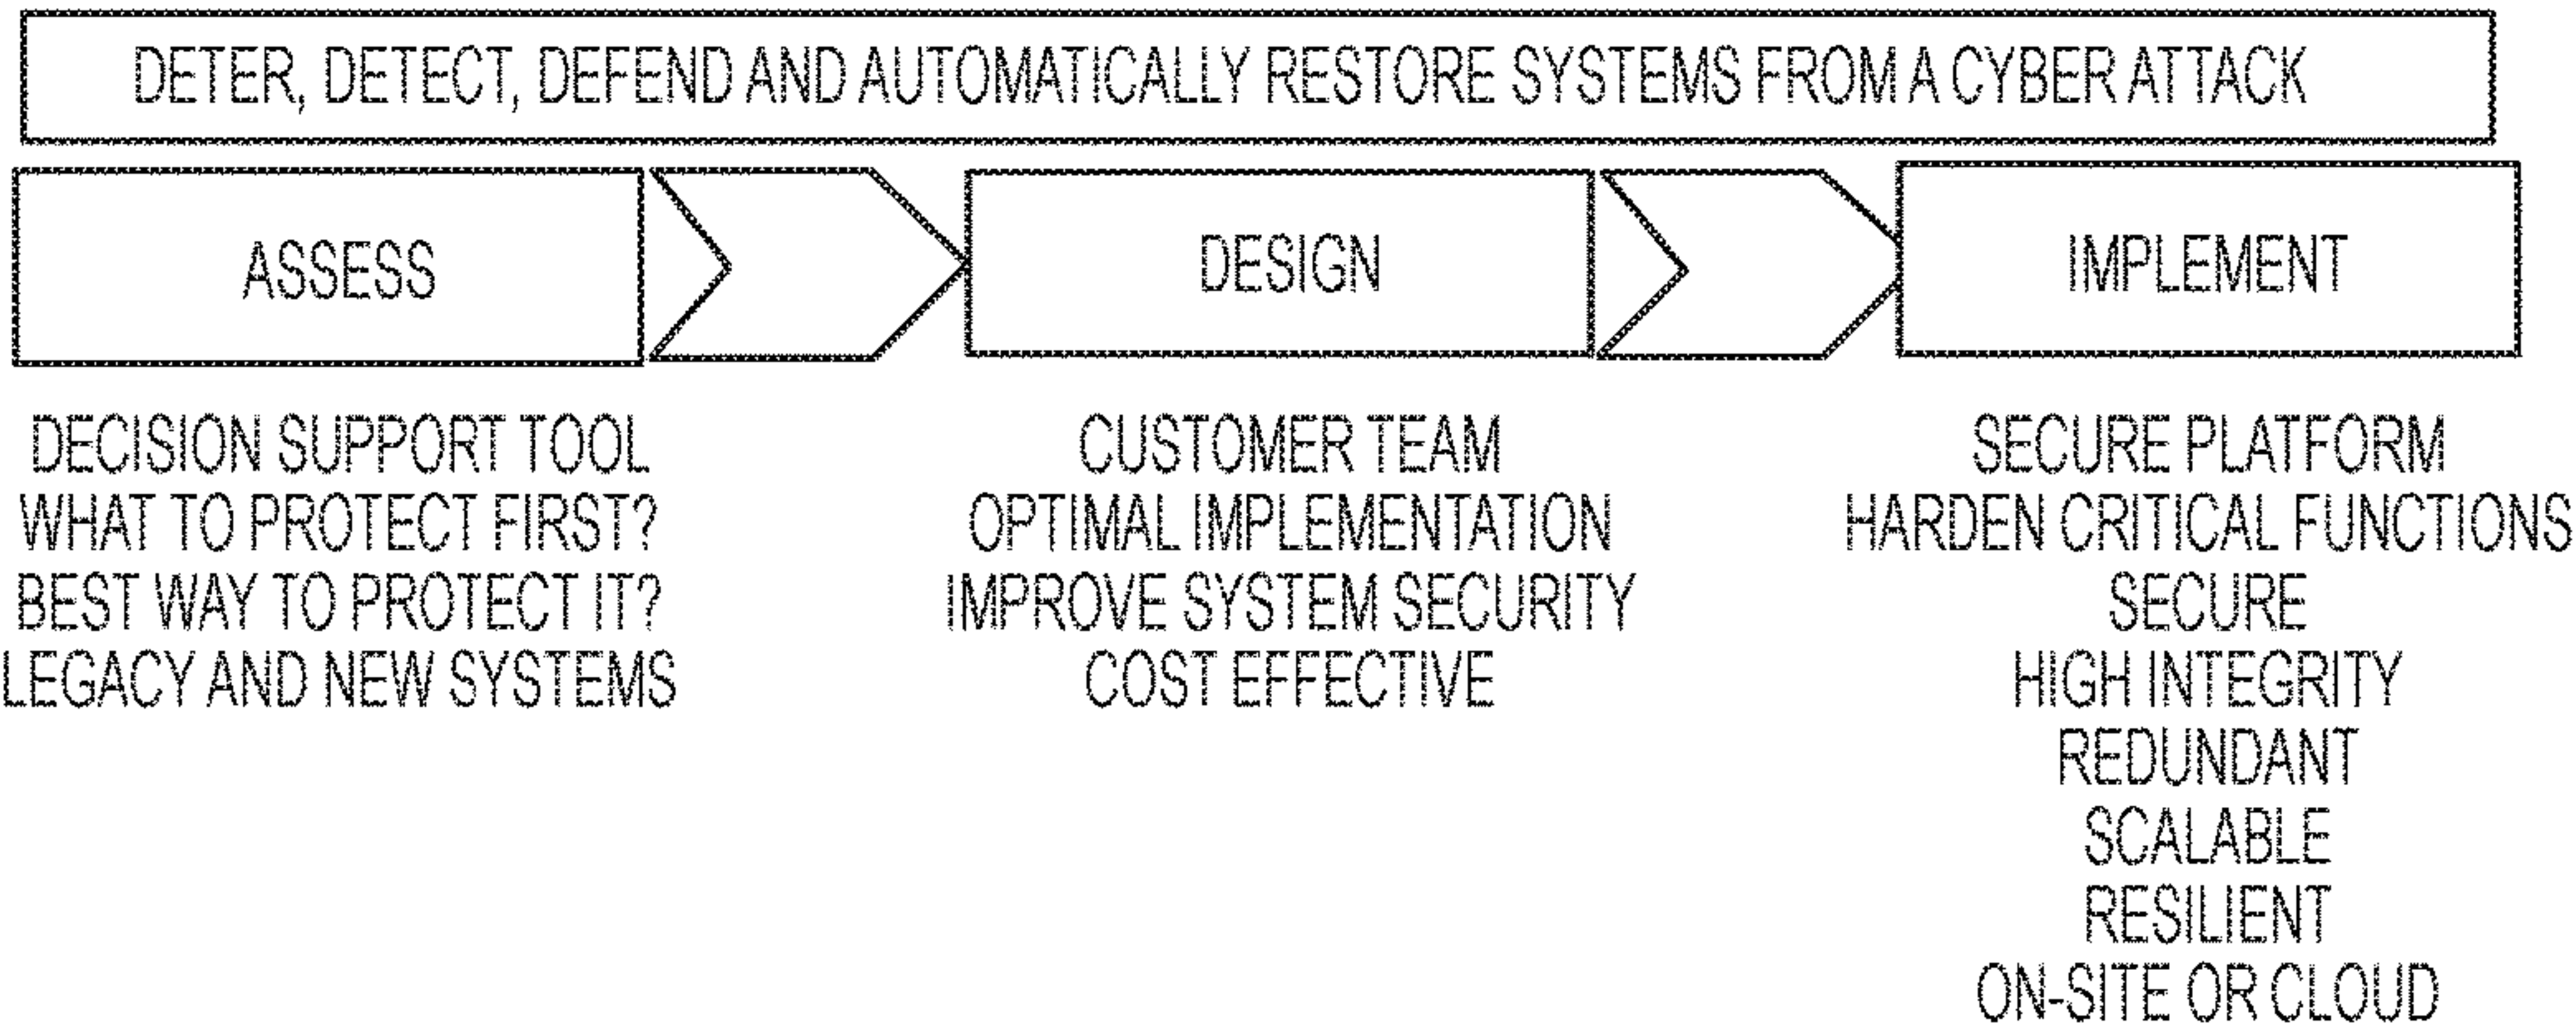 DETER, DETECT, DEFEND AND AUTOMATICALLY RESTORE SYSTEMS FROM A CYBER ATTACK
ASSESS
DECISION SUPPORT TOOL
WHAT TO PROTECT FIRST?
BEST WAY TO PROTECT IT?
LEGACY AND NEW SYSTEMS
DESIGN
CUSTOMER TEAM
OPTIMAL IMPLEMENTATION
IMPROVE SYSTEM SECURITY
COST EFFECTIVE
IMPLEMENT
SECURE PLATFORM
HARDEN CRITICAL FUNCTIONS
SECURE
HIGH INTEGRITY
REDUNDANT
SCALABLE
RESILIENT
ON-SITE OR CLOUD